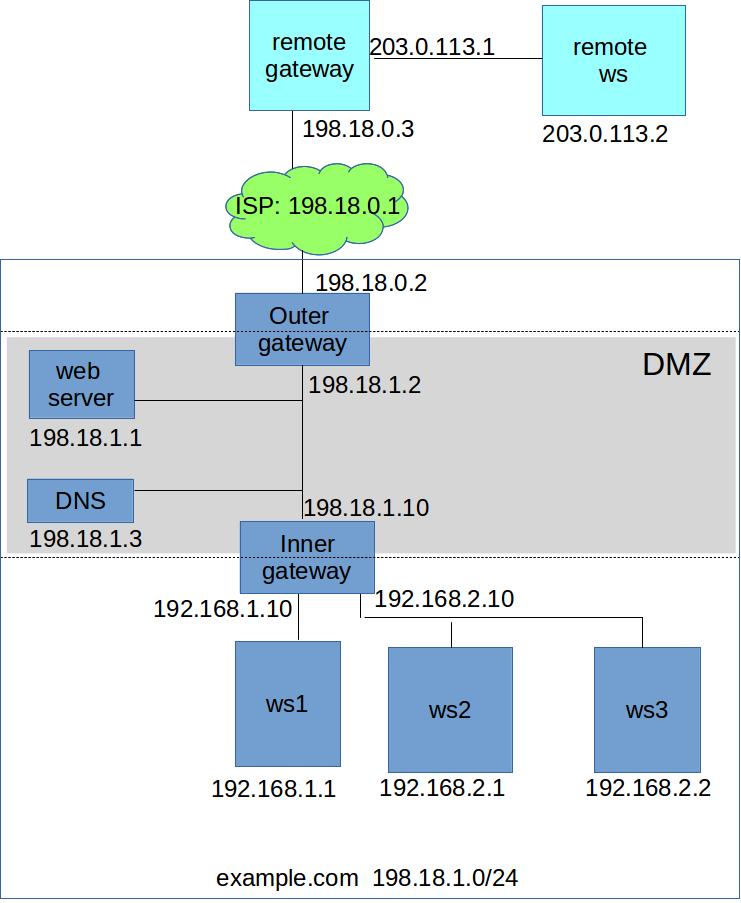 remote
gateway
203.0.113.1
remote
ws
198.18.0.3
203.0.113.2
ISP: 198.18.0.1
198.18.0.2
Outer
gateway
DMZ
web
server
198.18.1.2
198.18.1.1
DNS
198.18.1.10
198.18.1.3
Inner
gateway
192.168.1.10
192.168.2.10
ws1
ws2
ws3
192.168.1.1
192.168.2.1
192.168.2.2
example.com 198.18.1.0/24